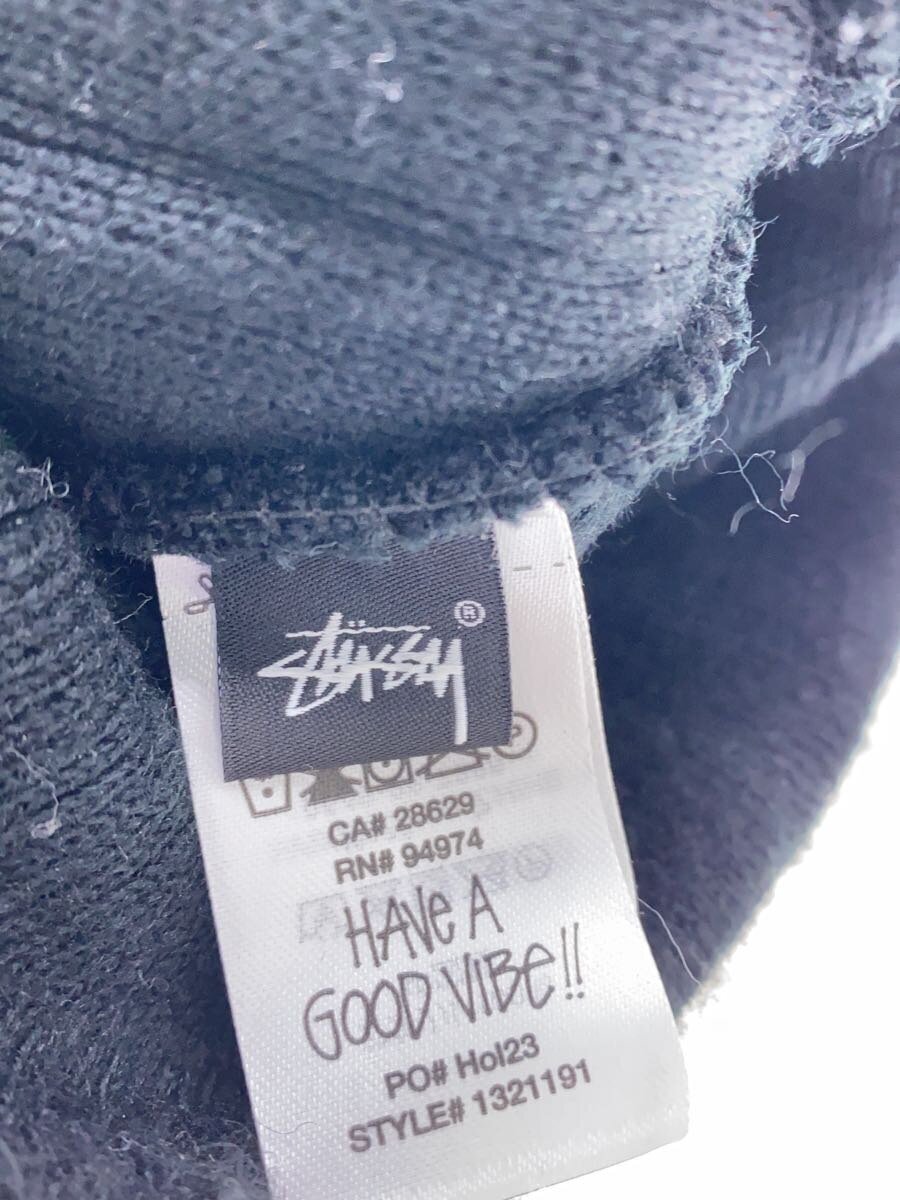 Stüssy ®
CA# 28629
RN# 94974
HAVE A
GOOD VIBE!!
PO# Hol23
STYLE# 1321191